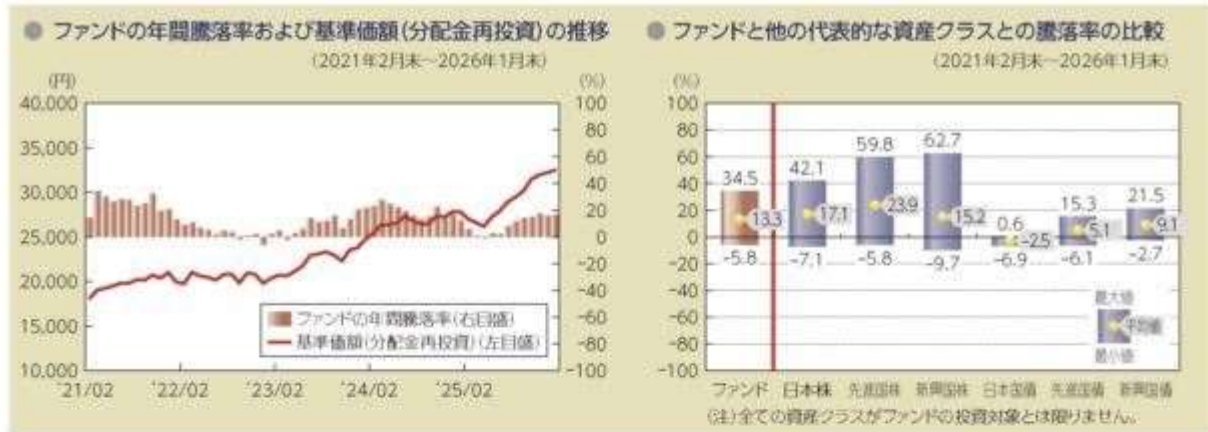 ● ファンドの年間騰落率および基準価額(分配金再投資)の推移
(2021年2月末~2026年1月末)
(円)
(%)
40,000
35,000
30,000
25,000
20,000
15,000
10,000
100
80
60
40
20
0
-20
-40
-60
-80
-100
ファンドの年間騰落率(右目盛)
基準価額(分配金再投資)(左目盛)
'21/02 '22/02 '23/02 '24/02 '25/02
● ファンドと他の代表的な資産クラスとの騰落率の比較
(2021年2月末~2026年1月末)
(%)
100
80
60
40
20
0
-20
-40
-60
-80
-100
34.5 42.1 59.8 62.7 0.6 15.3 21.5
13.3 17.1 23.9 15.2 -2.5 5.1 9.1
-5.8 -7.1 -5.8 -9.7 -6.9 -6.1 -2.7
最大値
平均値
最小値
ファンド 日本株 先進国株 新興国株 日本国債 先進国債 新興国債
(注)全ての資産クラスがファンドの投資対象とは限りません。